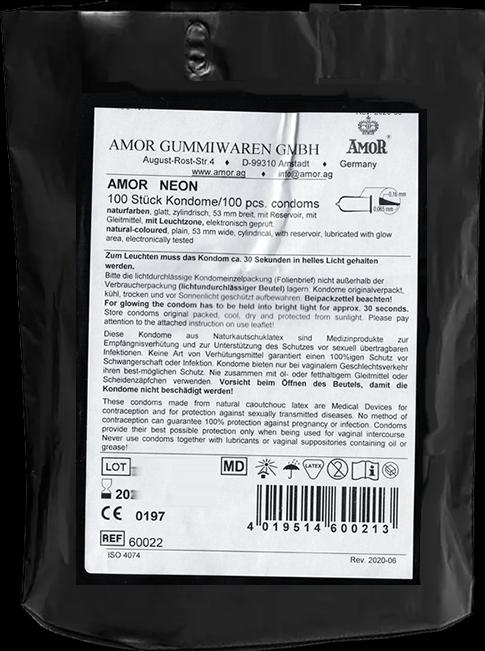 Rev. 2020-06
AMOR GUMMIWAREN GMBH
AMOR
August-Rost-Str.4 ♦ D-99310 Arnstadt ♦ Germany
www.amor.ag ♦ info@amor.ag
AMOR NEON
100 Stück Kondome/100 pcs. condoms
0,16 mm
0,065 mm
naturfarben, glatt, zylindrisch, 53 mm breit, mit Reservoir, mit
Gleitmittel, mit Leuchtzone, elektronisch geprüft
natural-coloured, plain, 53 mm wide, cylindrical, with reservoir, lubricated with glow
area, electronically tested
Zum Leuchten muss das Kondom ca. 30 Sekunden in helles Licht gehalten
werden.
Bitte die lichtdurchlässige Kondomeinzelpackung (Folienbrief) nicht außerhalb der
Verbraucherpackung (lichtundurchlässiger Beutel) lagern. Kondome originalverpackt,
kühl, trocken und vor Sonnenlicht geschützt aufbewahren. Beipackzettel beachten!
For glowing the condom has to be held into bright light for approx. 30 seconds.
Store condoms original packed, cool, dry and protected from sunlight. Please pay
attention to the attached instruction on use leaflet!
Diese Kondome aus Naturkautschuklatex sind Medizinprodukte zur
Empfängnisverhütung und zur Unterstützung des Schutzes vor sexuell übertragbaren
Infektionen. Keine Art von Verhütungsmittel garantiert einen 100%igen Schutz vor
Schwangerschaft oder Infektion. Kondome bieten nur bei vaginalem Geschlechtsverkehr
ihren best-möglichen Schutz. Nie zusammen mit öl- oder fetthaltigem Gleitmittel oder
Scheidenzäpfchen verwenden. Vorsicht beim Öffnen des Beutels, damit die
Kondome nicht beschädigt werden!
These condoms made from natural caoutchouc latex are Medical Devices for
contraception and for protection against sexually transmitted diseases. No method of
contraception can guarantee 100% protection against pregnancy or infection. Condoms
provide their best possible protection only when being used for vaginal intercourse.
Never use condoms together with lubricants or vaginal suppositories containing oil or
grease!
LOT
MD
LATEX
202
CE 0197
4 019514 600213
REF 60022
ISO 4074
Rev. 2020-06